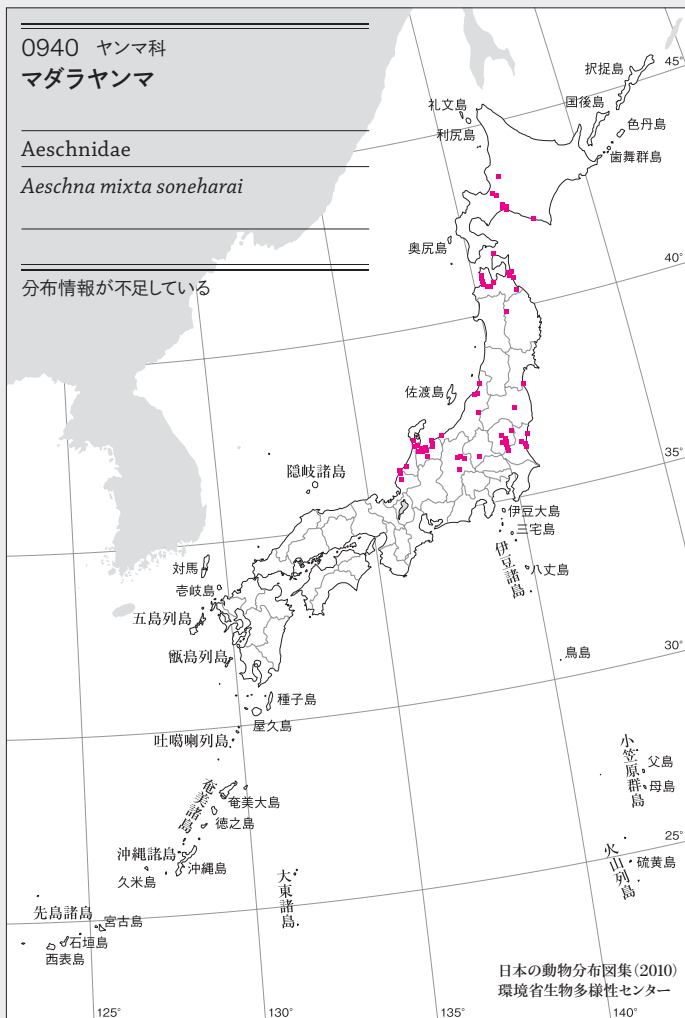 0940 ヤンマ科
マダラヤンマ
Aeschnidae
Aeschna mixta soneharai
分布情報が不足している
45°
択捉島
国後島
礼文島
色丹島
利尻島
歯舞群島
奥尻島
40°
佐渡島
35°
隠岐諸島
伊豆大島
三宅島
伊豆諸島
八丈島
対馬
壱岐島
五島列島
甑島列島
鳥島
30°
種子島
屋久島
吐噶喇列島
小笠原群島
父島
母島
奄美諸島
奄美大島
徳之島
25°
沖縄諸島
沖縄島
久米島
火山列島
硫黄島
大東諸島
先島諸島
宮古島
石垣島
西表島
日本の動物分布図集(2010)
環境省生物多様性センター
125°
130°
135°
140°